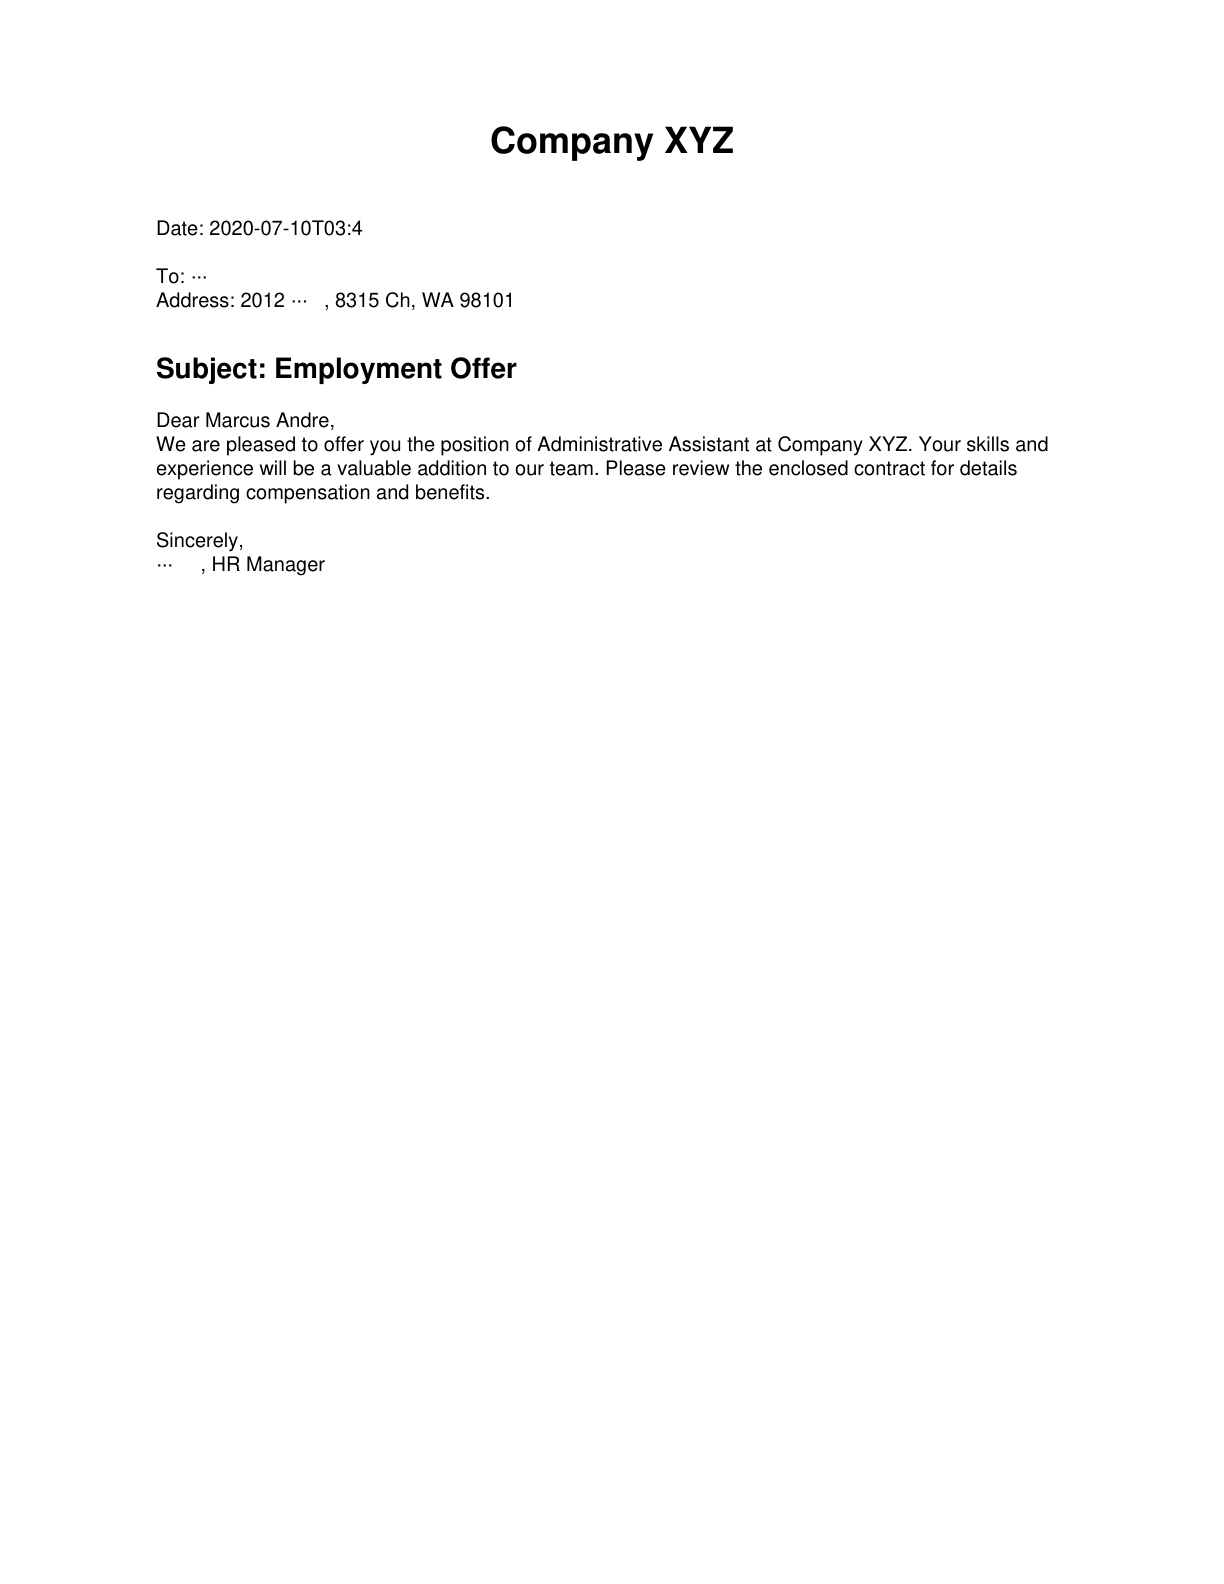 Company XYZ
Date: 2020-07-10T03:4
To: ···
Address: 2012 ··· , 8315 Ch, WA 98101
Subject: Employment Offer
Dear Marcus Andre,
We are pleased to offer you the position of Administrative Assistant at Company XYZ. Your skills and
experience will be a valuable addition to our team. Please review the enclosed contract for details
regarding compensation and benefits.
Sincerely,
··· , HR Manager